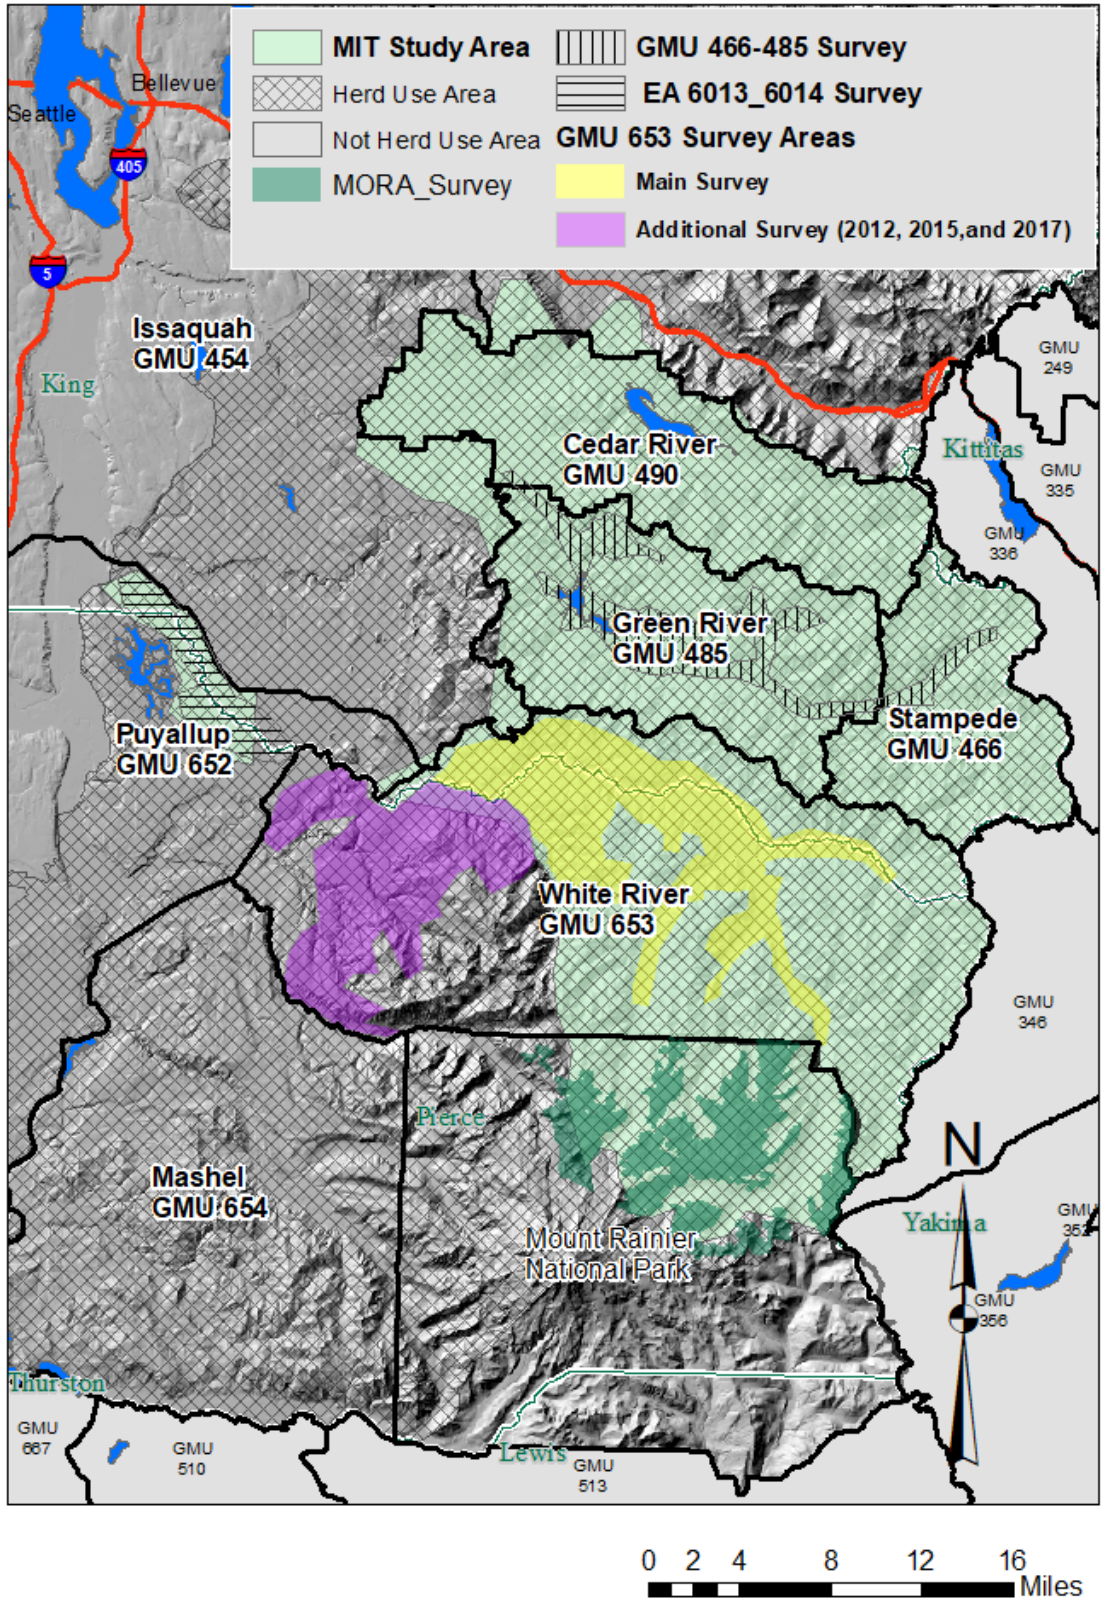 MIT Study Area
Herd Use Area
Not Herd Use Area
MORA_Survey
GMU 466-485 Survey
EA 6013_6014 Survey
GMU 653 Survey Areas
Main Survey
Additional Survey (2012, 2015,and 2017)
Seattle
Bellevue
405
5
Issaquah
GMU 454
King
GMU
249
Cedar River
GMU 490
Kittitas
GMU
335
GMU
336
Green River
GMU 485
Puyallup
GMU 652
Stampede
GMU 466
White River
GMU 653
GMU
346
Pierce
N
Mashel
GMU 654
Yakima
GMU
352
Mount Rainier
National Park
GMU
356
Thurston
GMU
667
GMU
510
Lewis
GMU
513
0 2 4 8 12 16
Miles